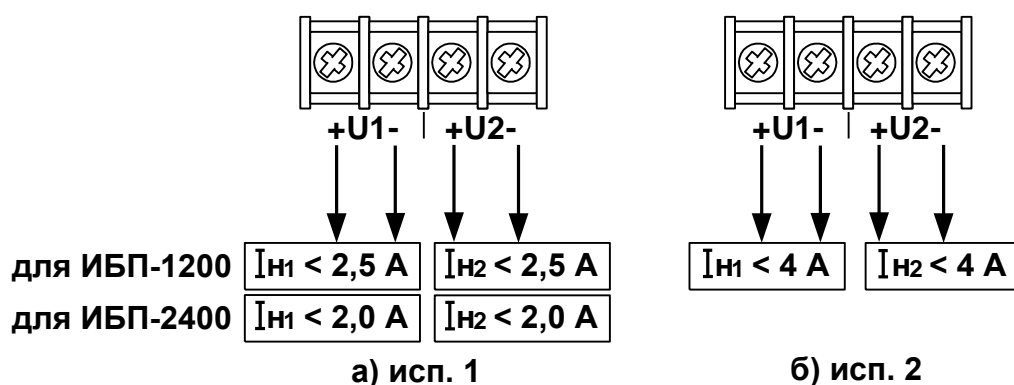 +U1- | +U2- +U1- | +U2-
для ИБП-1200 Iн1 < 2,5 А Iн2 < 2,5 А Iн1 < 4 А Iн2 < 4 А
для ИБП-2400 Iн1 < 2,0 А Iн2 < 2,0 А
а) исп. 1 б) исп. 2